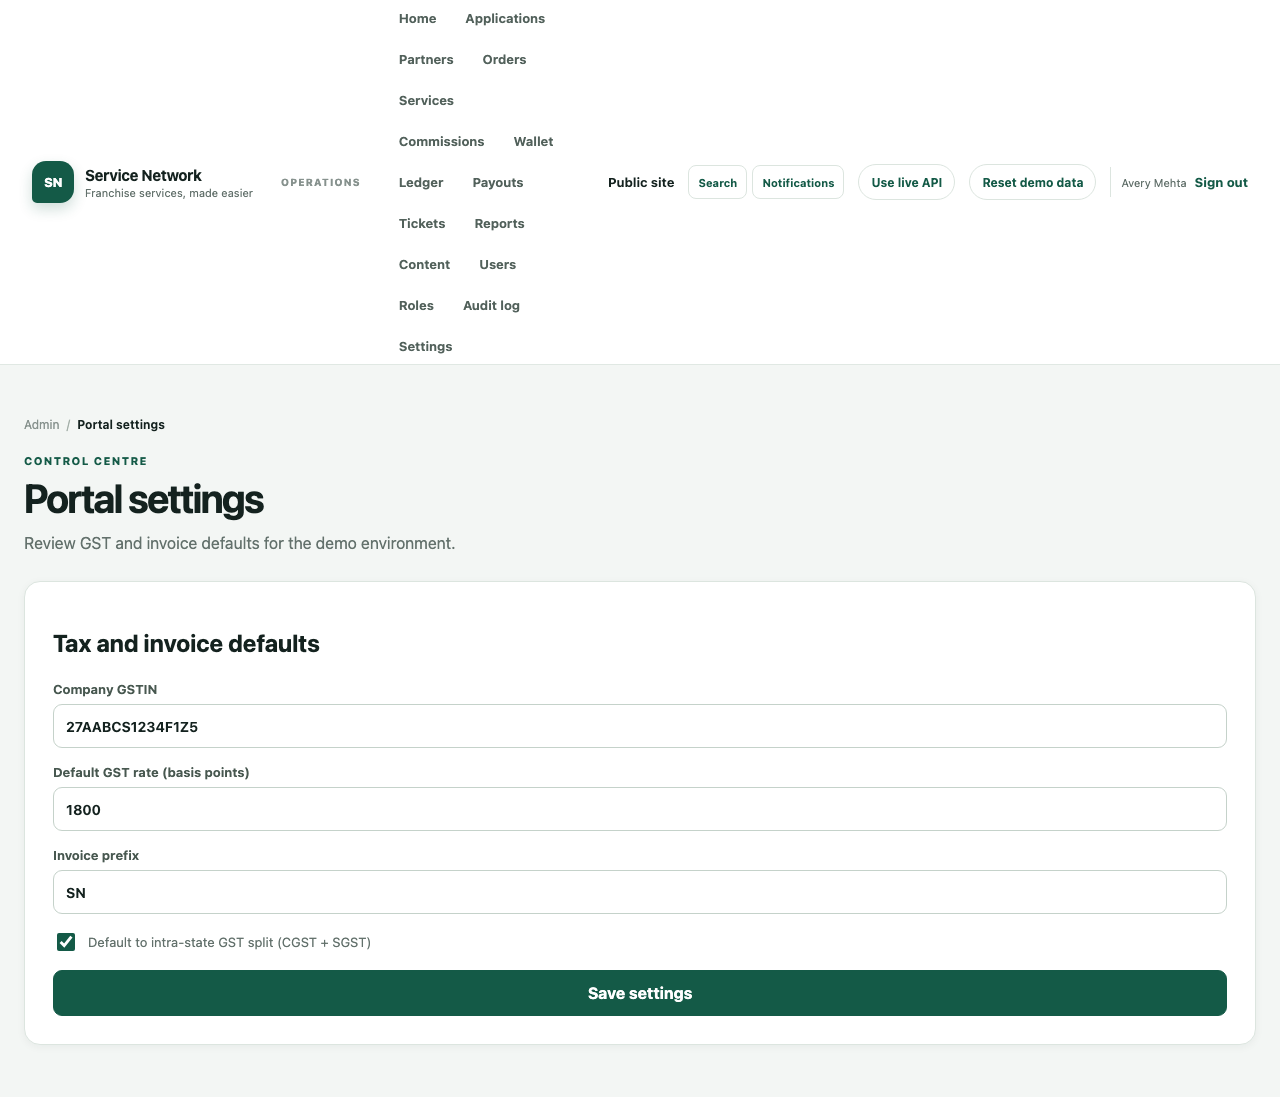 Home Applications
Partners Orders
Services
Commissions Wallet
SN Service Network
Franchise services, made easier
OPERATIONS
Ledger Payouts
Public site Search Notifications Use live API Reset demo data Avery Mehta Sign out
Tickets Reports
Content Users
Roles Audit log
Settings
Admin / Portal settings
CONTROL CENTRE
Portal settings
Review GST and invoice defaults for the demo environment.
Tax and invoice defaults
Company GSTIN
27AABCS1234F1Z5
Default GST rate (basis points)
1800
Invoice prefix
SN
Default to intra-state GST split (CGST + SGST)
Save settings